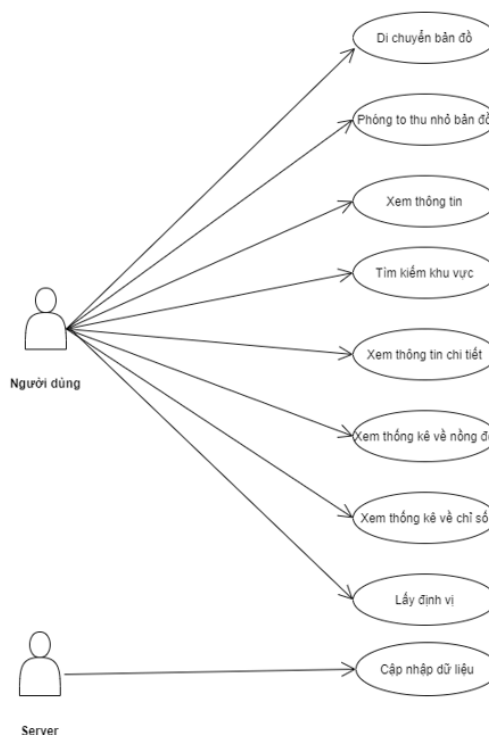 Di chuyển bản đồ
Phóng to thu nhỏ bản đồ
Xem thông tin
Tìm kiếm khu vực
Xem thông tin chi tiết
Người dùng
Xem thống kê về nồng độ
Xem thống kê về chỉ số
Lấy định vị
Cập nhập dữ liệu
Server